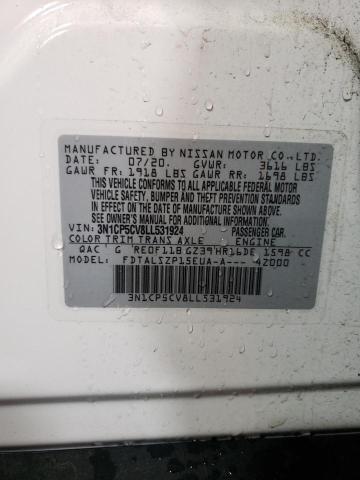 MANUFACTURED BY NISSAN MOTOR CO., LTD.
DATE: 07/20. GVWR: 3616 LBS
GAWR FR: 1918 LBS GAWR RR: 1698 LBS
THIS VEHICLE CONFORMS TO ALL APPLICABLE FEDERAL MOTOR
VEHICLE SAFETY, BUMPER, AND THEFT PREVENTION STANDARDS
IN EFFECT ON THE DATE OF MANUFACTURE SHOWN ABOVE.
SEE OWNER'S MANUAL FOR ADDITIONAL
INFORMATION.
VIN: 3N1CP5CV8LL531924 PASSENGER CAR
COLOR TRIM TRANS AXLE ENGINE
QAC G RE0F11B GZ39 HR16DE 1598 CC
MODEL: FDTALSZP15EUA-A--- 42000
3N1CP5CV8LL531924